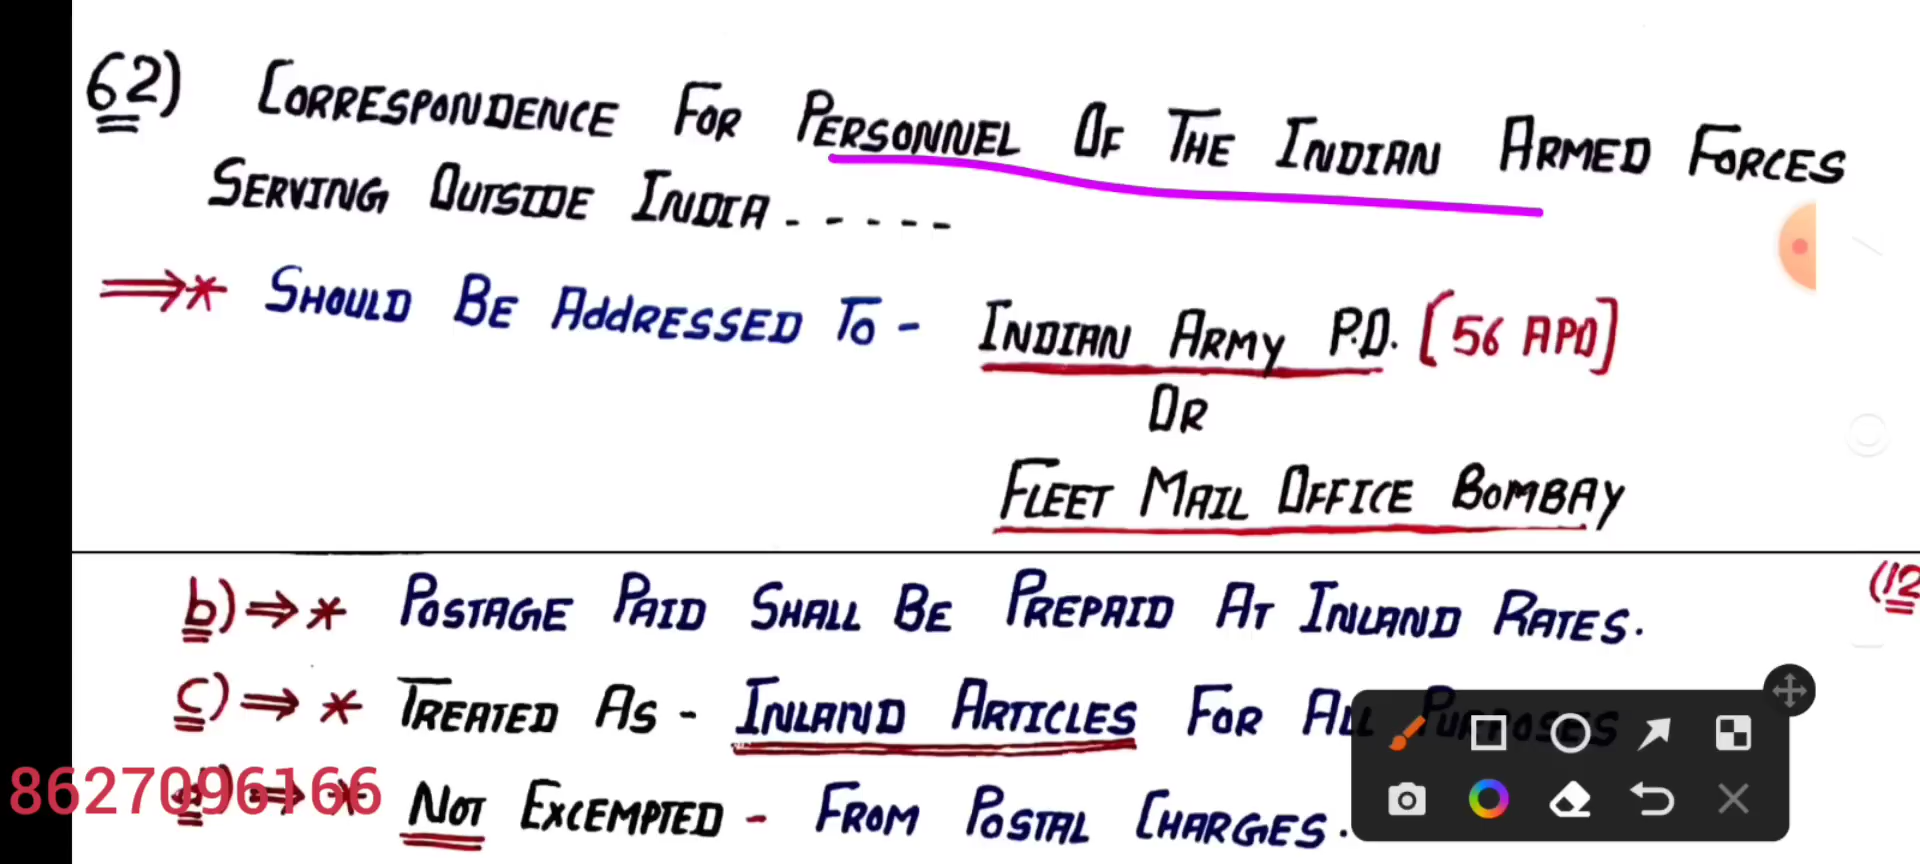 62) CORRESPONDENCE FOR PERSONNEL OF THE INDIAN ARMED FORCES
SERVING OUTSIDE INDIA - - - - -
⇒* SHOULD BE AddRESSED TO - INDIAN ARMY P.O. [56 APO]
OR
FLEET MAIL OFFICE BOMBAY
(12
b) ⇒ * POSTAGE PAID SHALL BE PREPAID AT INLAND RATES.
c) ⇒ * TREATED AS - INLAND ARTICLES FOR ALL PURPOSES
8627096166
⇒ * NOT EXCEMPTED - FROM POSTAL CHARGES.